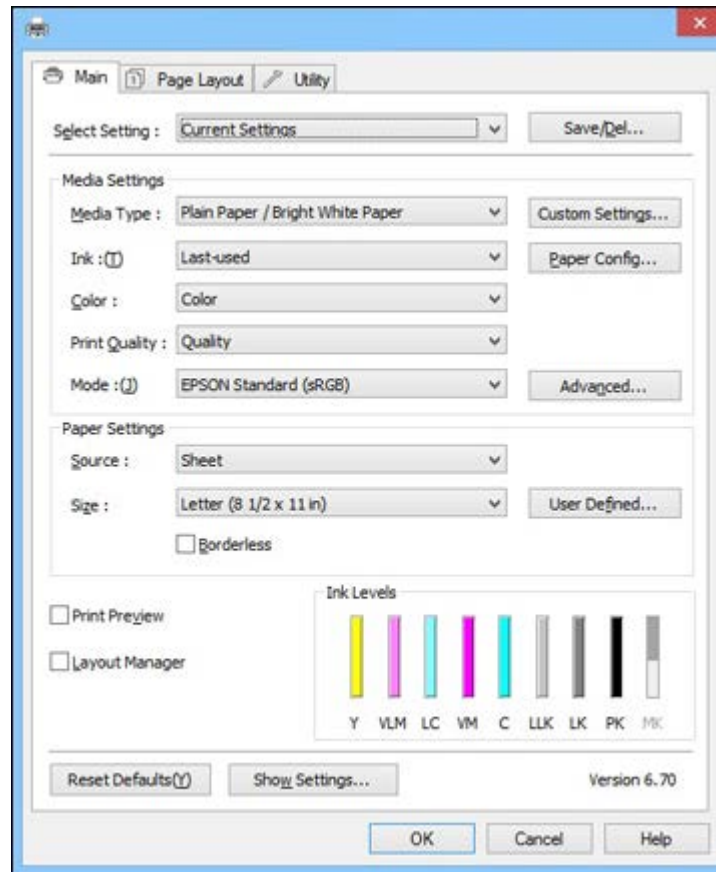 Main Page Layout Utility
Select Setting : Current Settings Save/Del...
Media Settings
Media Type : Plain Paper / Bright White Paper Custom Settings...
Ink :(T) Last-used Paper Config...
Color : Color
Print Quality : Quality
Mode :(J) EPSON Standard (sRGB) Advanced...
Paper Settings
Source : Sheet
Size : Letter (8 1/2 x 11 in) User Defined...
Borderless
Print Preview
Layout Manager
Ink Levels
Y VLM LC VM C LLK LK PK MK
Reset Defaults(Y) Show Settings... Version 6.70
OK Cancel Help